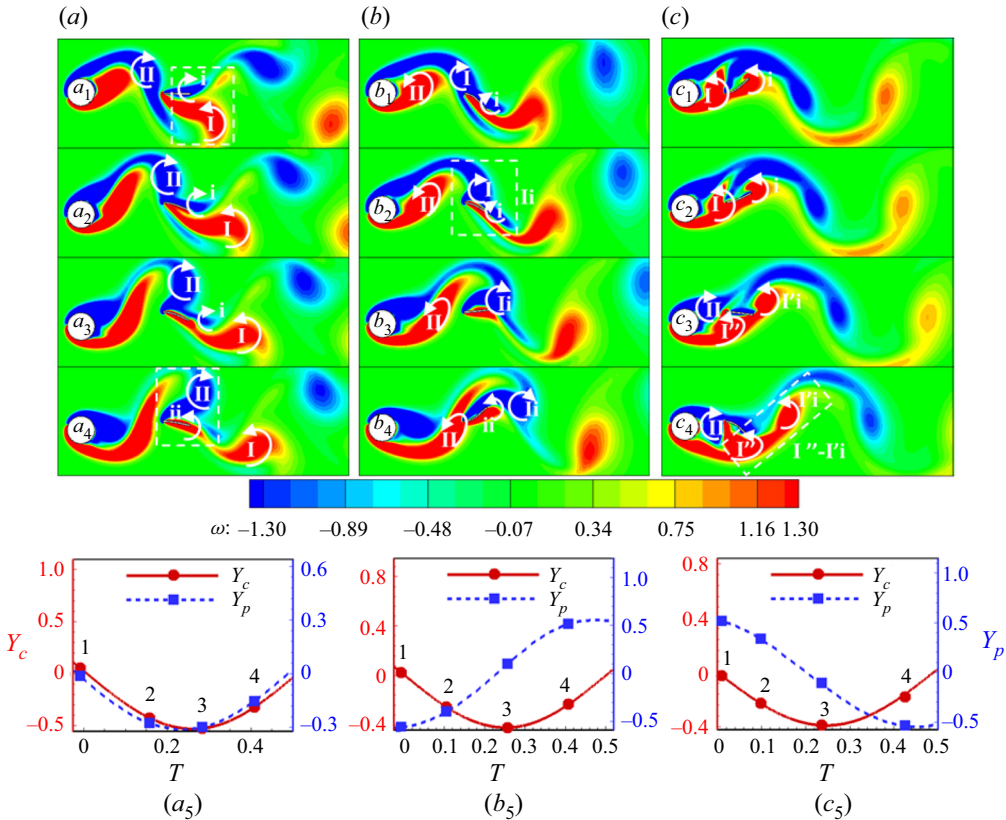 (a) (b) (c)
a1 II i I
b1 II I i
c1 I i
a2 II i I
b2 II I i Ii
c2 I i
a3 II i I
b3 II Ii
c3 II I'' I'i
a4 II ii I
b4 II ii Ii
c4 II I'' I'i I''-I'i
ω: −1.30 −0.89 −0.48 −0.07 0.34 0.75 1.16 1.30
1.0 0.5 0 −0.5
Yc
Yc
Yp
0.6 0.3 0 −0.3
1 2 3 4
0 0.2 0.4
T
(a5)
0.8 0.4 0 −0.4
Yc
Yp
1.0 0.5 0 −0.5
1 2 3 4
0 0.1 0.2 0.3 0.4 0.5
T
(b5)
0.8 0.4 0 −0.4
Yc
Yp
1.0 0.5 0 −0.5
Yp
1 2 3 4
0 0.1 0.2 0.3 0.4 0.5
T
(c5)